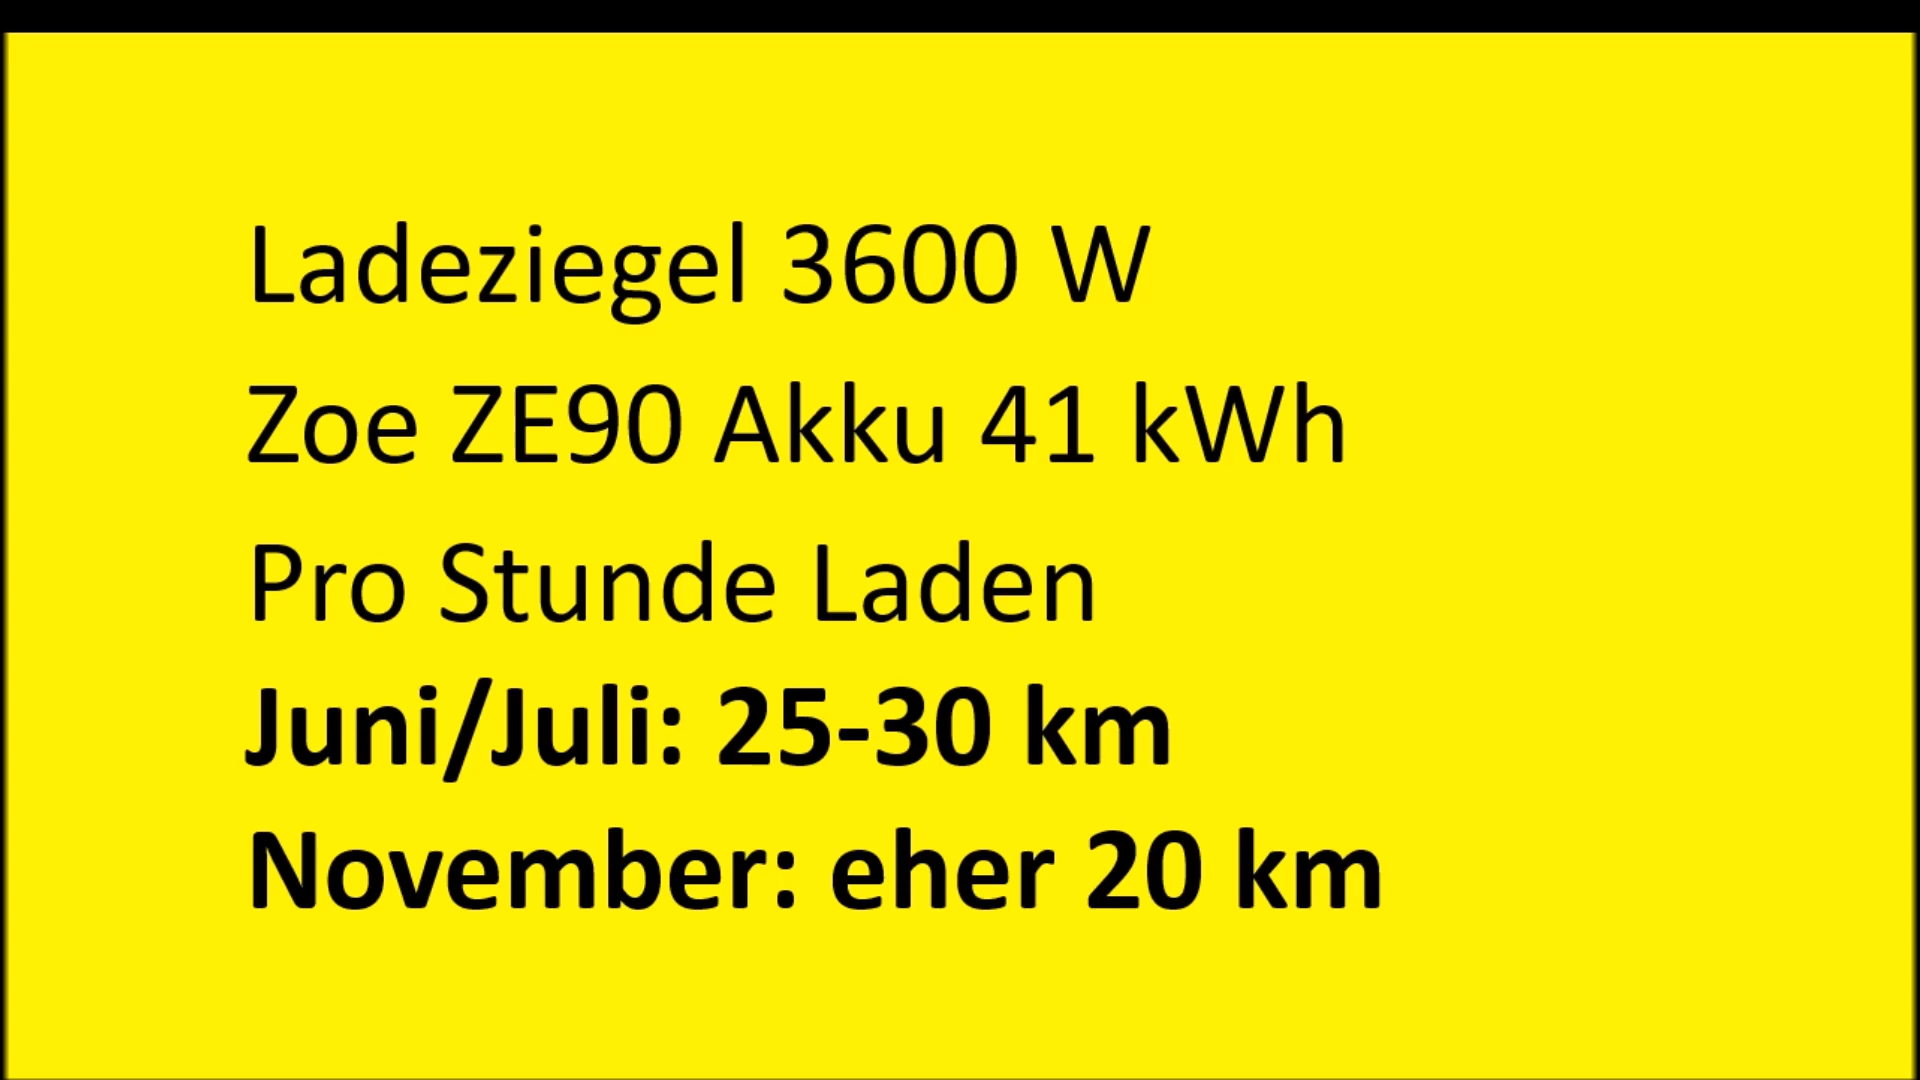 Ladeziegel 3600 W
Zoe ZE90 Akku 41 kWh
Pro Stunde Laden
Juni/Juli: 25-30 km
November: eher 20 km